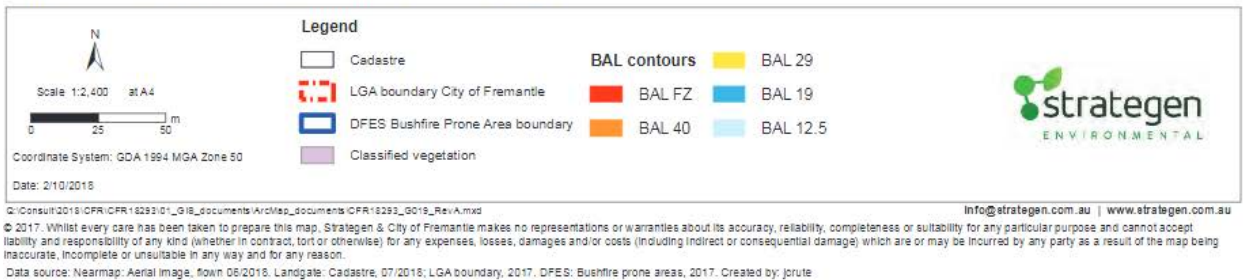 N
Scale 1:2,400 at A4
0 25 50 m
Coordinate System: GDA 1994 MGA Zone 50
Date: 2/10/2018
Legend
Cadastre
LGA boundary City of Fremantle
DFES Bushfire Prone Area boundary
Classified vegetation
BAL contours
BAL FZ
BAL 40
BAL 29
BAL 19
BAL 12.5
strategen
ENVIRONMENTAL
Q:\Consult\2018\CFR\CFR18293\01_GIS_documents\ArcMap_documents\CFR18293_G019_RevA.mxd
info@strategen.com.au | www.strategen.com.au
© 2017. Whilst every care has been taken to prepare this map, Strategen & City of Fremantle makes no representations or warranties about its accuracy, reliability, completeness or suitability for any particular purpose and cannot accept
liability and responsibility of any kind (whether in contract, tort or otherwise) for any expenses, losses, damages and/or costs (including indirect or consequential damage) which are or may be incurred by any party as a result of the map being
inaccurate, incomplete or unsuitable in any way and for any reason.
Data source: Nearmap: Aerial image, flown 06/2018. Landgate: Cadastre, 07/2018; LGA boundary, 2017. DFES: Bushfire prone areas, 2017. Created by: jcrute